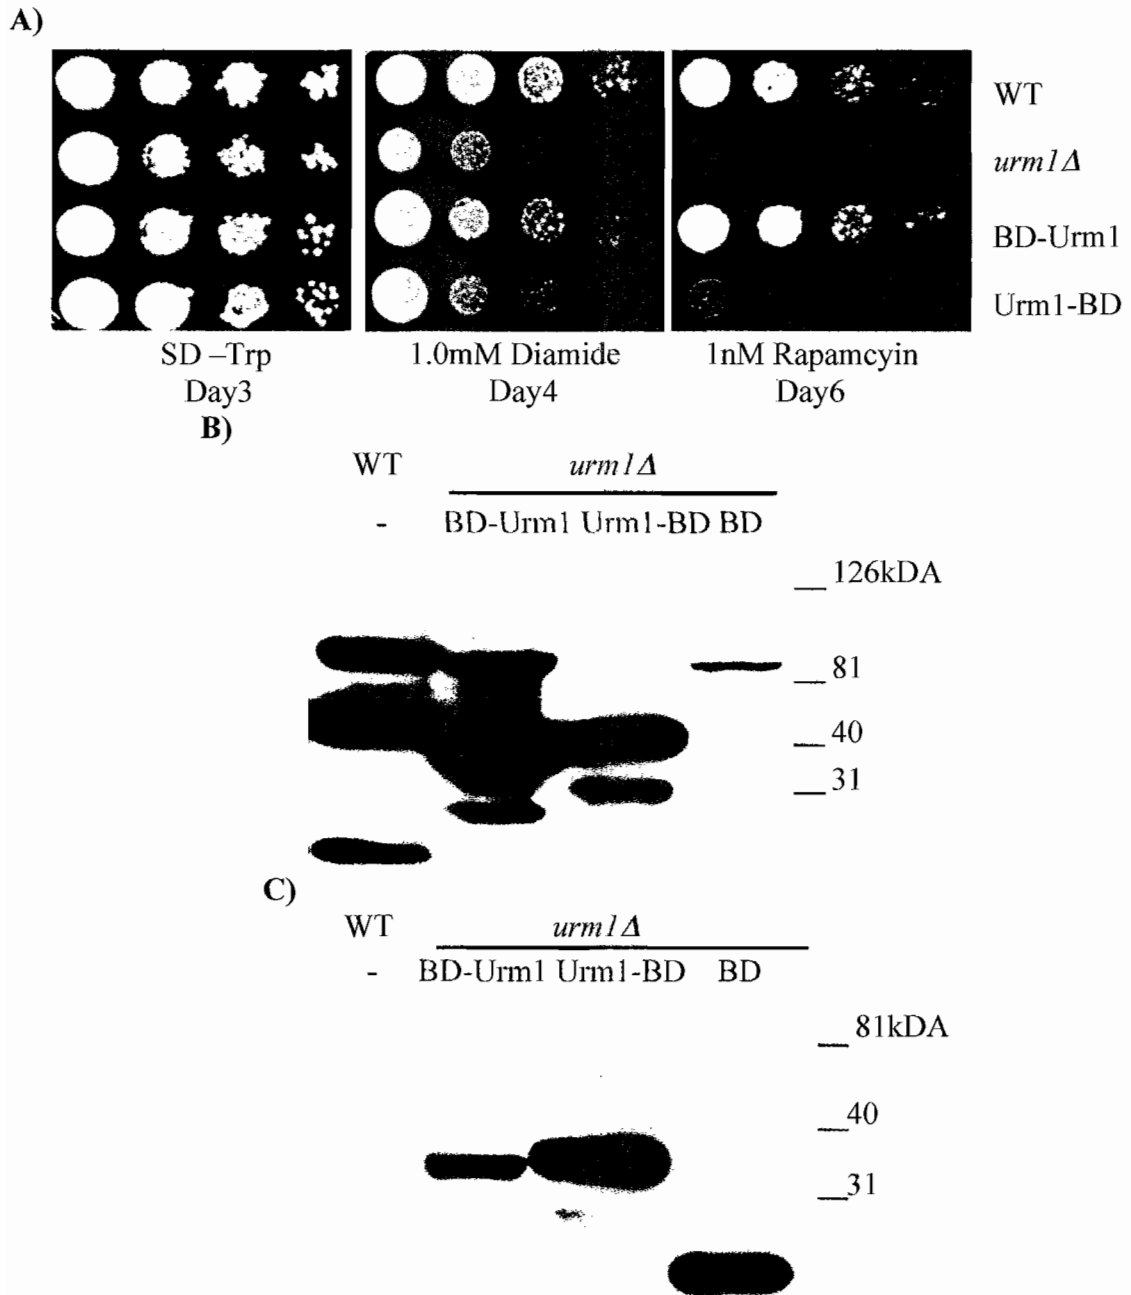 A)
WT
urm1Δ
BD-Urm1
Urm1-BD
SD –Trp 1.0mM Diamide 1nM Rapamcyin
Day3 Day4 Day6
B)
WT urm1Δ
- BD-Urm1 Urm1-BD BD
126kDA
81
40
31
C)
WT urm1Δ
- BD-Urm1 Urm1-BD BD
81kDA
40
31